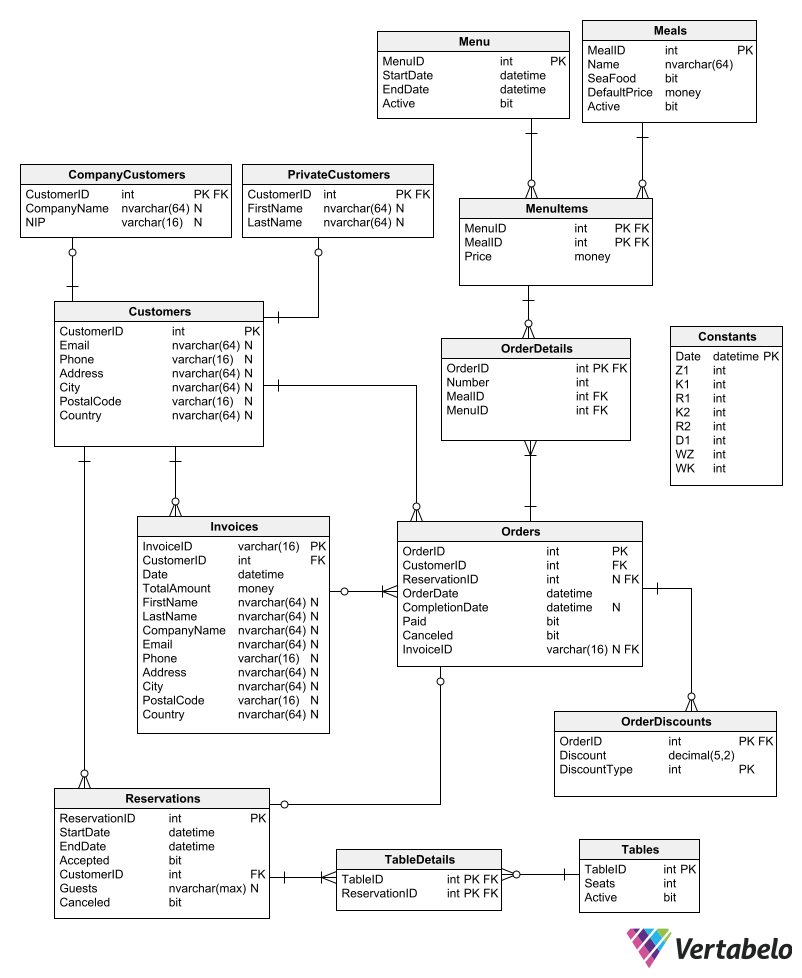 Menu
MenuID int PK
StartDate datetime
EndDate datetime
Active bit
Meals
MealID int PK
Name nvarchar(64)
SeaFood bit
DefaultPrice money
Active bit
CompanyCustomers
CustomerID int PK FK
CompanyName nvarchar(64) N
NIP varchar(16) N
PrivateCustomers
CustomerID int PK FK
FirstName nvarchar(64) N
LastName nvarchar(64) N
MenuItems
MenuID int PK FK
MealID int PK FK
Price money
Customers
CustomerID int PK
Email nvarchar(64) N
Phone varchar(16) N
Address nvarchar(64) N
City nvarchar(64) N
PostalCode varchar(16) N
Country nvarchar(64) N
OrderDetails
OrderID int PK FK
Number int
MealID int FK
MenuID int FK
Constants
Date datetime PK
Z1 int
K1 int
R1 int
K2 int
R2 int
D1 int
WZ int
WK int
Invoices
InvoiceID varchar(16) PK
CustomerID int FK
Date datetime
TotalAmount money
FirstName nvarchar(64) N
LastName nvarchar(64) N
CompanyName nvarchar(64) N
Email nvarchar(64) N
Phone varchar(16) N
Address nvarchar(64) N
City nvarchar(64) N
PostalCode varchar(16) N
Country nvarchar(64) N
Orders
OrderID int PK
CustomerID int FK
ReservationID int N FK
OrderDate datetime
CompletionDate datetime N
Paid bit
Canceled bit
InvoiceID varchar(16) N FK
OrderDiscounts
OrderID int PK FK
Discount decimal(5,2)
DiscountType int PK
Reservations
ReservationID int PK
StartDate datetime
EndDate datetime
Accepted bit
CustomerID int FK
Guests nvarchar(max) N
Canceled bit
TableDetails
TableID int PK FK
ReservationID int PK FK
Tables
TableID int PK
Seats int
Active bit
Vertabelo